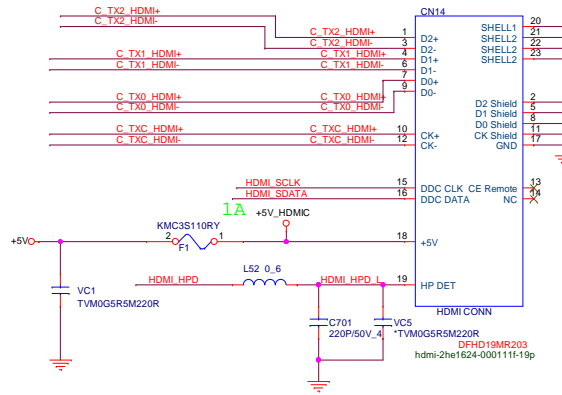 CN14
C_TX2_HDMI+
C_TX2_HDMI-
C_TX2_HDMI+ 1 D2+ SHELL1 20
C_TX2_HDMI- 3 D2- SHELL2 21
C_TX1_HDMI+ C_TX1_HDMI+ 4 D1+ SHELL2 22
C_TX1_HDMI- C_TX1_HDMI- 6 D1- SHELL2 23
7 D0+
C_TX0_HDMI+ C_TX0_HDMI+ 9 D0- D2 Shield 2
C_TX0_HDMI- C_TX0_HDMI- D1 Shield 5
D0 Shield 8
C_TXC_HDMI+ C_TXC_HDMI+ 10 CK+ CK Shield 11
C_TXC_HDMI- C_TXC_HDMI- 12 CK- GND 17
HDMI_SCLK 15 DDC CLK CE Remote 13
HDMI_SDATA 16 DDC DATA NC 14
1A +5V_HDMIC
KMC3S110RY
+5V 2 1 18 +5V
F1
L52 0_6
HDMI_HPD HDMI_HPD_L 19 HP DET
VC1
TVM0G5R5M220R
HDMI CONN
C701 VC5
220P/50V_4 *TVM0G5R5M220R
DFHD19MR203
hdmi-2he1624-000111f-19p